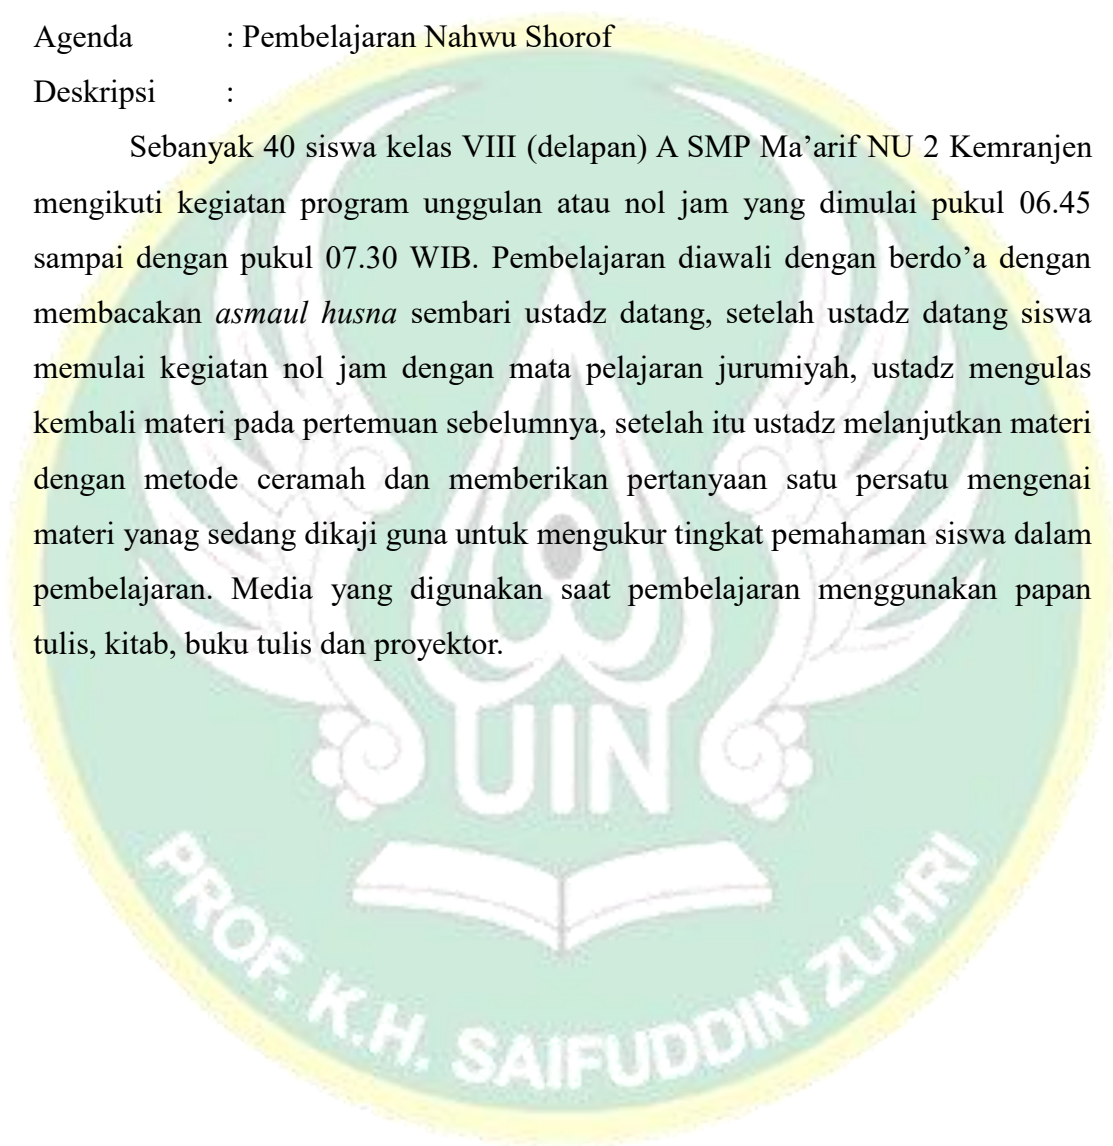 Agenda : Pembelajaran Nahwu Shorof
Deskripsi :
Sebanyak 40 siswa kelas VIII (delapan) A SMP Ma’arif NU 2 Kemranjen
mengikuti kegiatan program unggulan atau nol jam yang dimulai pukul 06.45
sampai dengan pukul 07.30 WIB. Pembelajaran diawali dengan berdo’a dengan
membacakan asmaul husna sembari ustadz datang, setelah ustadz datang siswa
memulai kegiatan nol jam dengan mata pelajaran jurumiyah, ustadz mengulas
kembali materi pada pertemuan sebelumnya, setelah itu ustadz melanjutkan materi
dengan metode ceramah dan memberikan pertanyaan satu persatu mengenai
materi yanag sedang dikaji guna untuk mengukur tingkat pemahaman siswa dalam
pembelajaran. Media yang digunakan saat pembelajaran menggunakan papan
tulis, kitab, buku tulis dan proyektor.
UIN
PROF. K.H. SAIFUDDIN ZUHRI